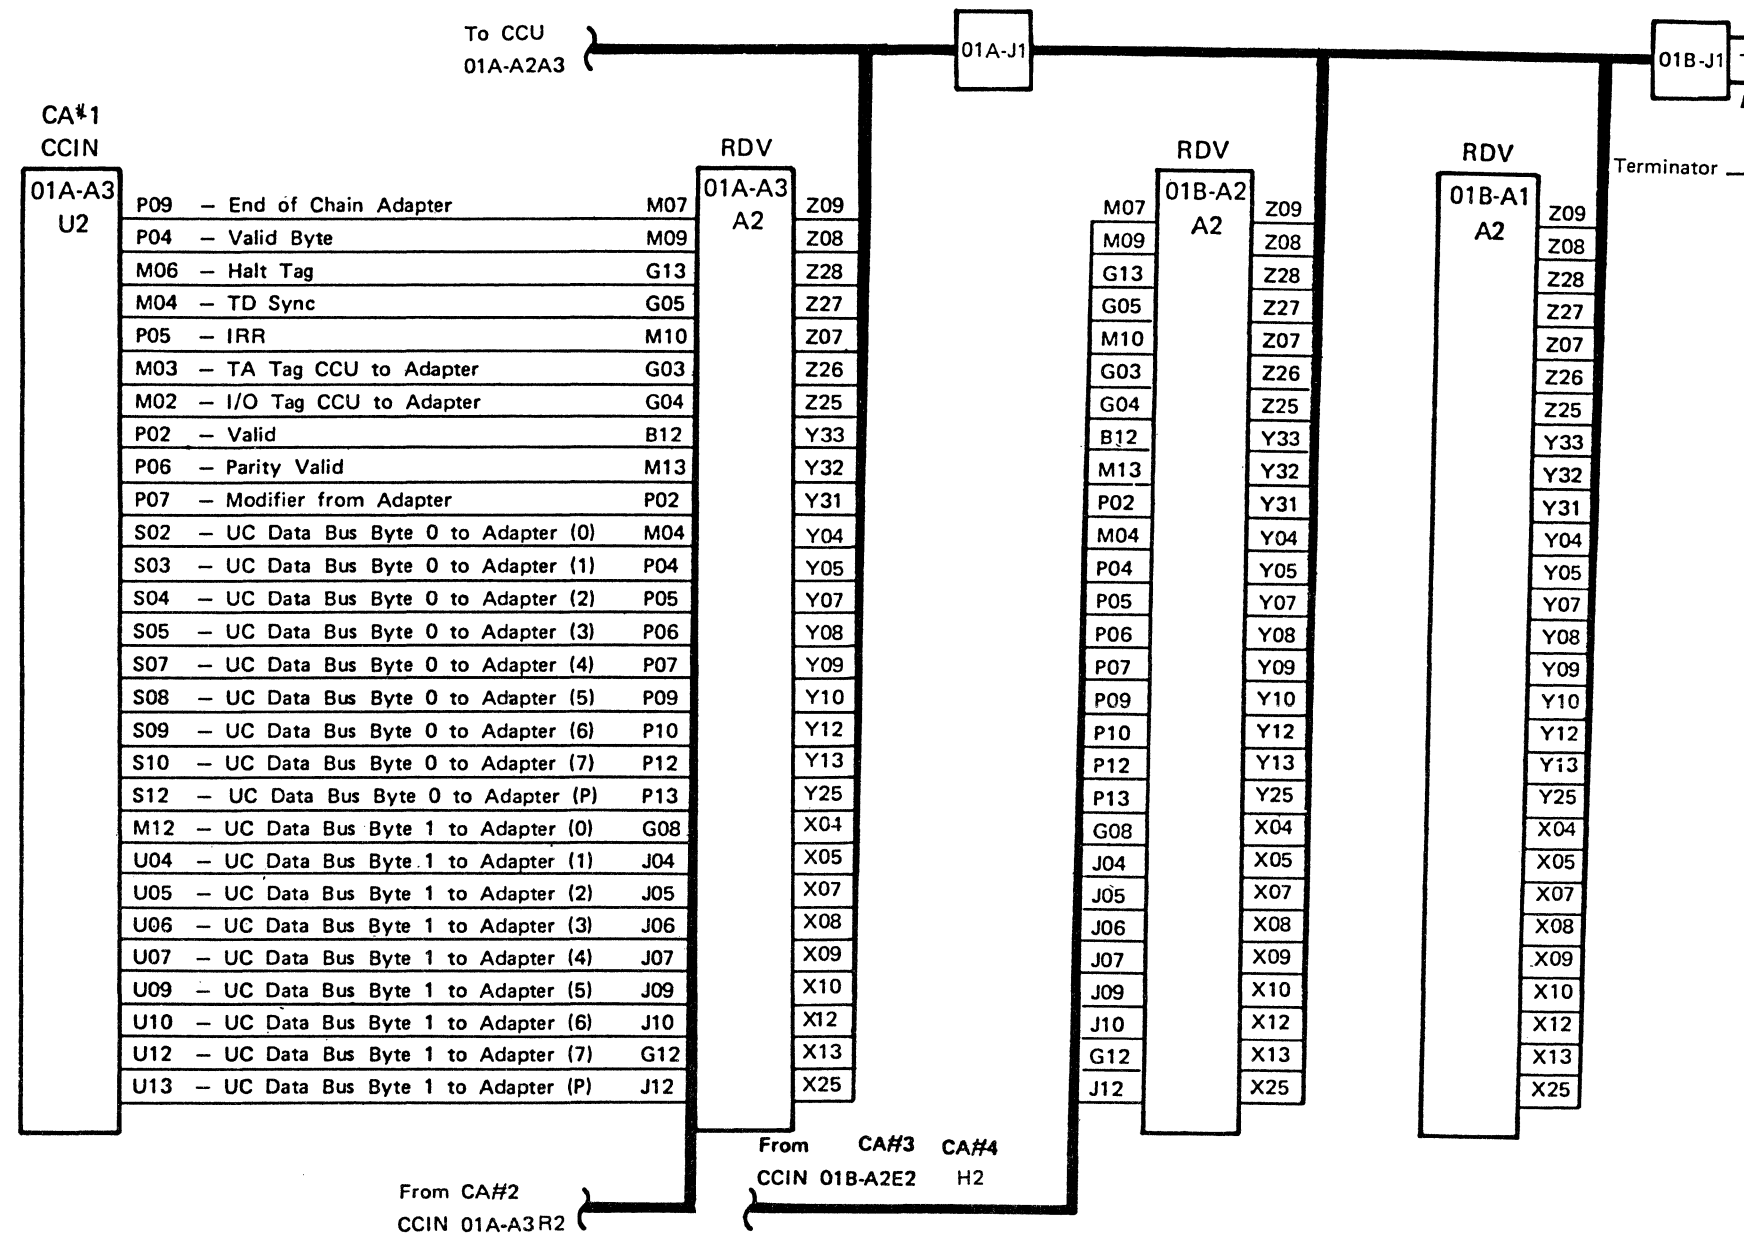 To CCU
01A-A2A3
01A-J1
01B-J1
Terminator
CA#1
CCIN
01A-A3
U2
RDV
01A-A3
A2
RDV
01B-A2
A2
RDV
01B-A1
A2
P09 – End of Chain Adapter M07 Z09 M07 Z09 Z09
P04 – Valid Byte M09 Z08 M09 Z08 Z08
M06 – Halt Tag G13 Z28 G13 Z28 Z28
M04 – TD Sync G05 Z27 G05 Z27 Z27
P05 – IRR M10 Z07 M10 Z07 Z07
M03 – TA Tag CCU to Adapter G03 Z26 G03 Z26 Z26
M02 – I/O Tag CCU to Adapter G04 Z25 G04 Z25 Z25
P02 – Valid B12 Y33 B12 Y33 Y33
P06 – Parity Valid M13 Y32 M13 Y32 Y32
P07 – Modifier from Adapter P02 Y31 P02 Y31 Y31
S02 – UC Data Bus Byte 0 to Adapter (0) M04 Y04 M04 Y04 Y04
S03 – UC Data Bus Byte 0 to Adapter (1) P04 Y05 P04 Y05 Y05
S04 – UC Data Bus Byte 0 to Adapter (2) P05 Y07 P05 Y07 Y07
S05 – UC Data Bus Byte 0 to Adapter (3) P06 Y08 P06 Y08 Y08
S07 – UC Data Bus Byte 0 to Adapter (4) P07 Y09 P07 Y09 Y09
S08 – UC Data Bus Byte 0 to Adapter (5) P09 Y10 P09 Y10 Y10
S09 – UC Data Bus Byte 0 to Adapter (6) P10 Y12 P10 Y12 Y12
S10 – UC Data Bus Byte 0 to Adapter (7) P12 Y13 P12 Y13 Y13
S12 – UC Data Bus Byte 0 to Adapter (P) P13 Y25 P13 Y25 Y25
M12 – UC Data Bus Byte 1 to Adapter (0) G08 X04 G08 X04 X04
U04 – UC Data Bus Byte 1 to Adapter (1) J04 X05 J04 X05 X05
U05 – UC Data Bus Byte 1 to Adapter (2) J05 X07 J05 X07 X07
U06 – UC Data Bus Byte 1 to Adapter (3) J06 X08 J06 X08 X08
U07 – UC Data Bus Byte 1 to Adapter (4) J07 X09 J07 X09 X09
U09 – UC Data Bus Byte 1 to Adapter (5) J09 X10 J09 X10 X10
U10 – UC Data Bus Byte 1 to Adapter (6) J10 X12 J10 X12 X12
U12 – UC Data Bus Byte 1 to Adapter (7) G12 X13 G12 X13 X13
U13 – UC Data Bus Byte 1 to Adapter (P) J12 X25 J12 X25 X25
From CA#3 CA#4
CCIN 01B-A2E2 H2
From CA#2
CCIN 01A-A3R2